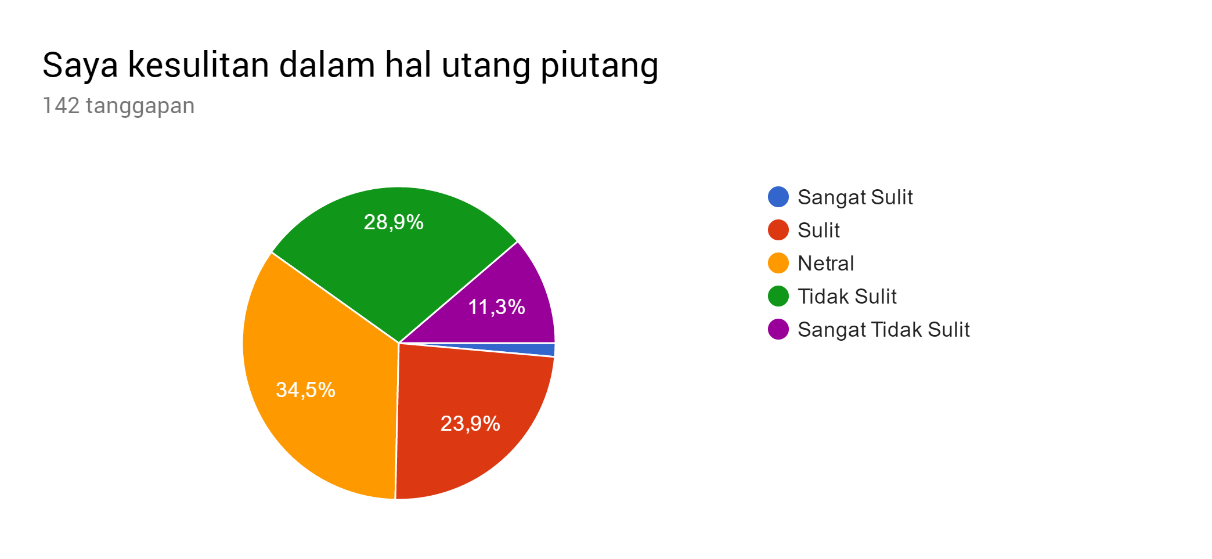 Saya kesulitan dalam hal utang piutang
142 tanggapan
28,9%
11,3%
34,5%
23,9%
Sangat Sulit
Sulit
Netral
Tidak Sulit
Sangat Tidak Sulit